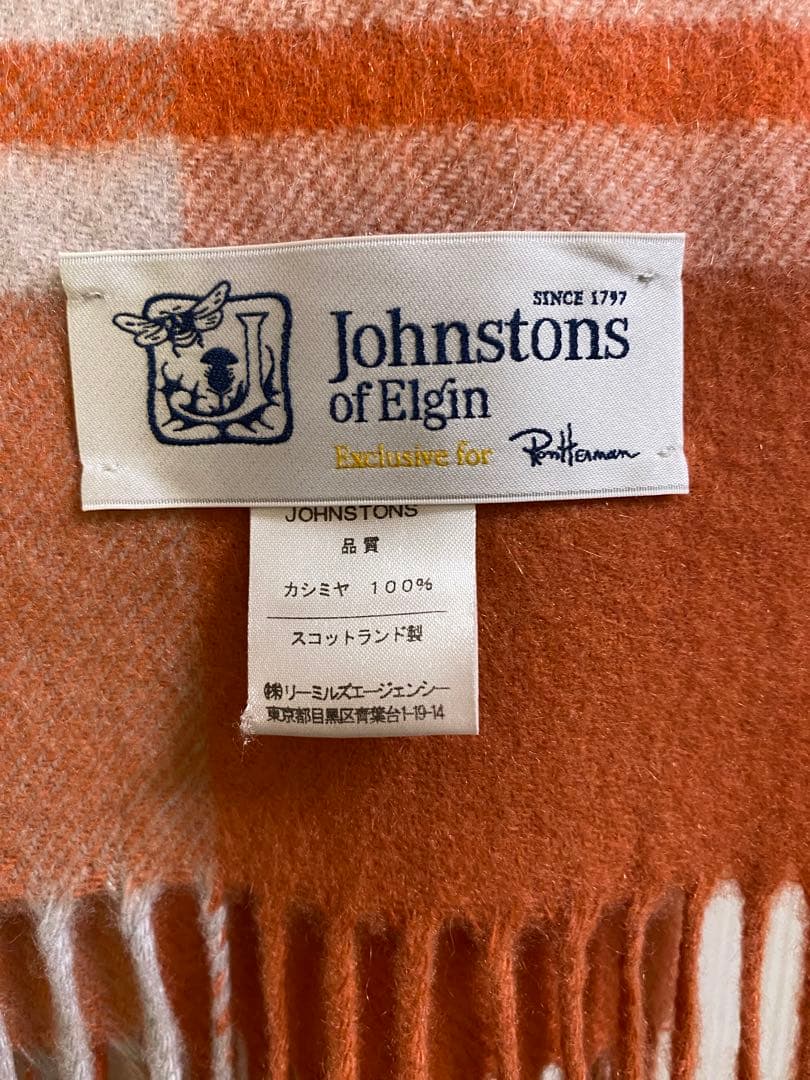 SINCE 1797
Johnstons
of Elgin
Exclusive for RonHerman
JOHNSTONS
品質
カシミヤ 100%
スコットランド製
㈱リーミルズエージェンシー
東京都目黒区青葉台1-19-14